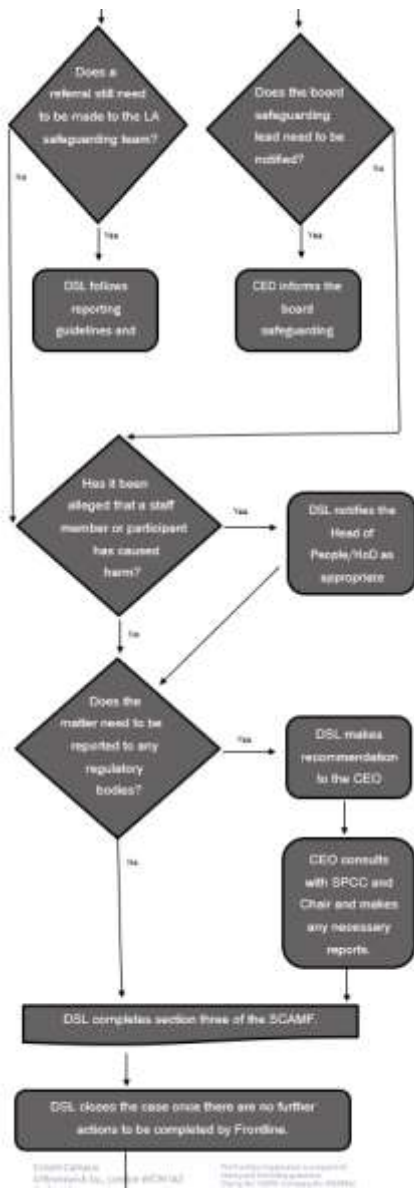 Does a
referral still need
to be made to the LA
safeguarding team?
Does the board
safeguarding
lead need to be
notified?
No
No
Yes
Yes
DSL follows
reporting
guidelines and
CEO informs the
board
safeguarding
Has it been
alleged that a staff
member or participant
has caused
harm?
Yes
DSL notifies the
Head of
People/HoD as
appropriate
No
Does the
matter need to be
reported to any
regulatory
bodies?
Yes
DSL makes
recommendation
to the CEO
No
CEO consults
with SPCC and
Chair and makes
any necessary
reports.
DSL completes section three of the SCAMF.
DSL closes the case once there are no further
actions to be completed by Frontline.